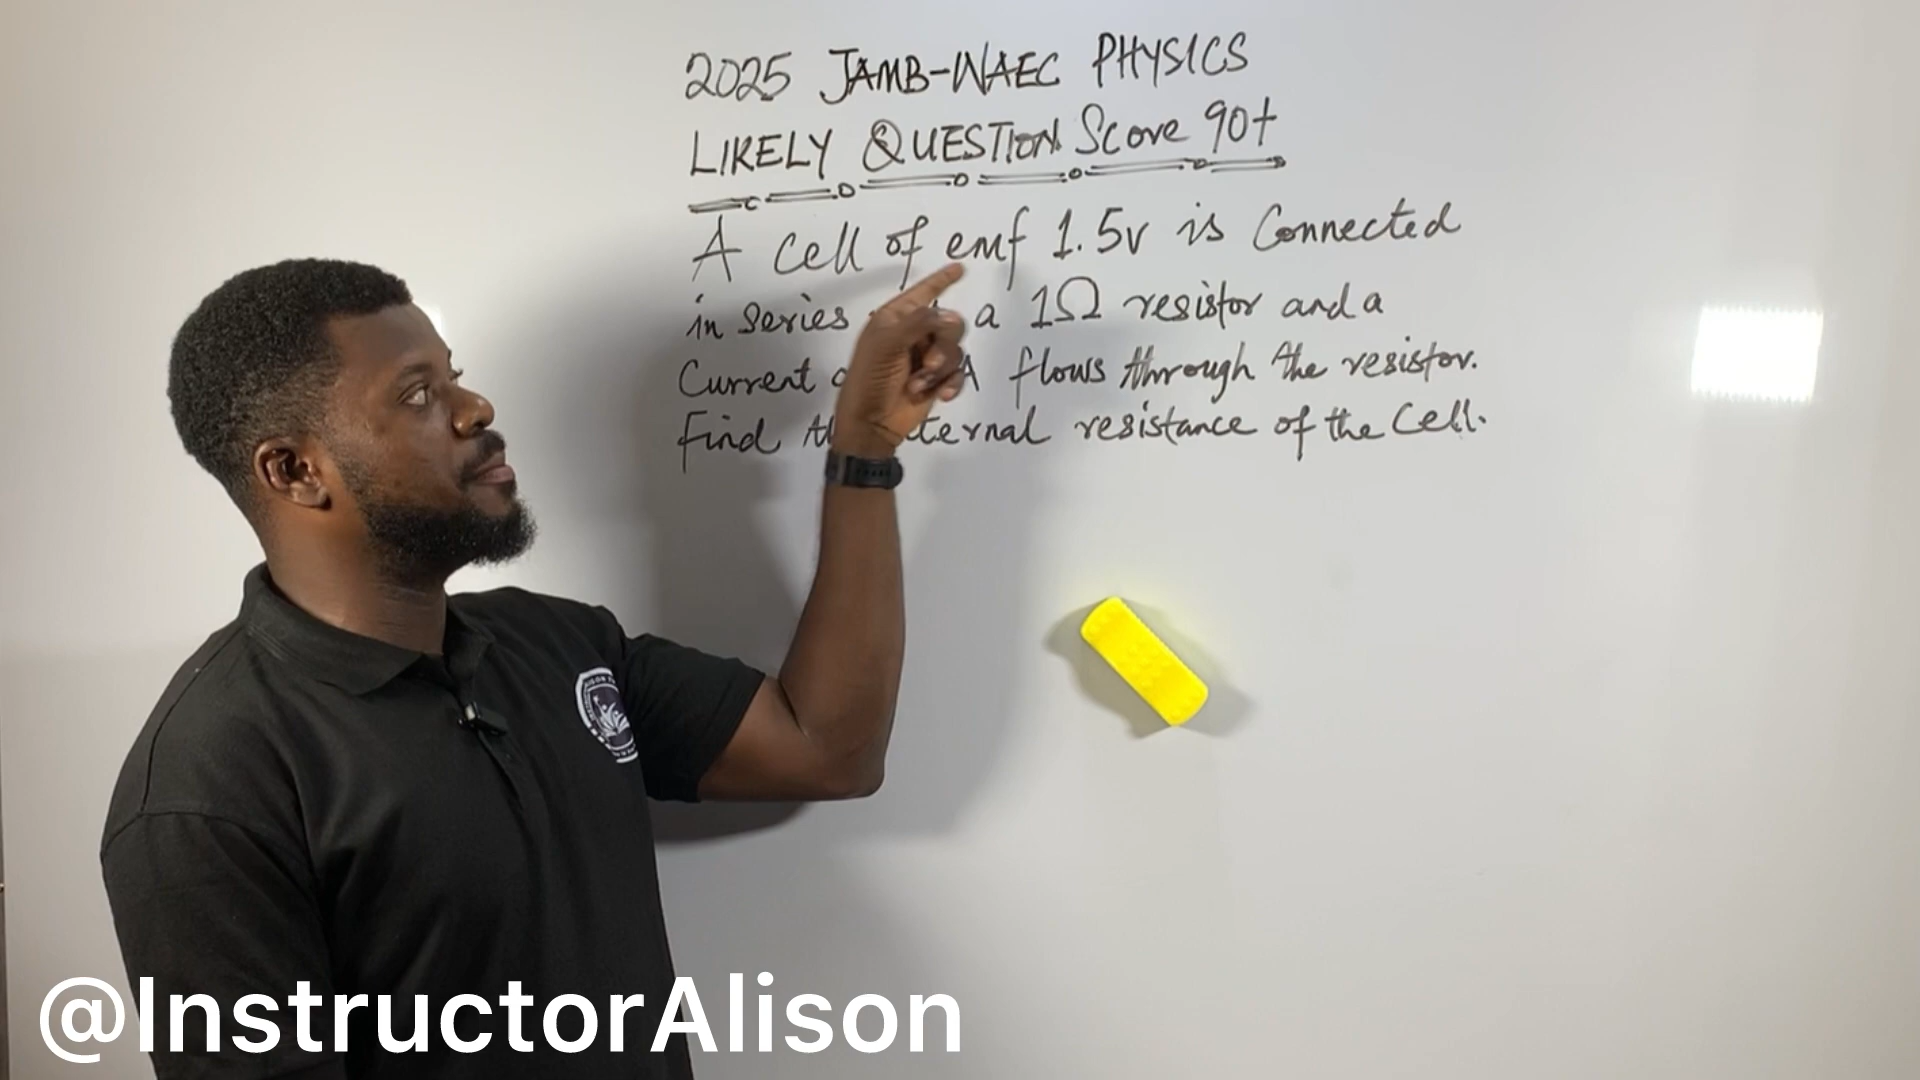 2025 JAMB-WAEC PHYSICS
LIKELY QUESTION Score 90+
A cell of emf 1.5v is Connected
in series a 1Ω resistor and a
Current A flows through the resistor.
Find resistance of the Cell.
@InstructorAlison